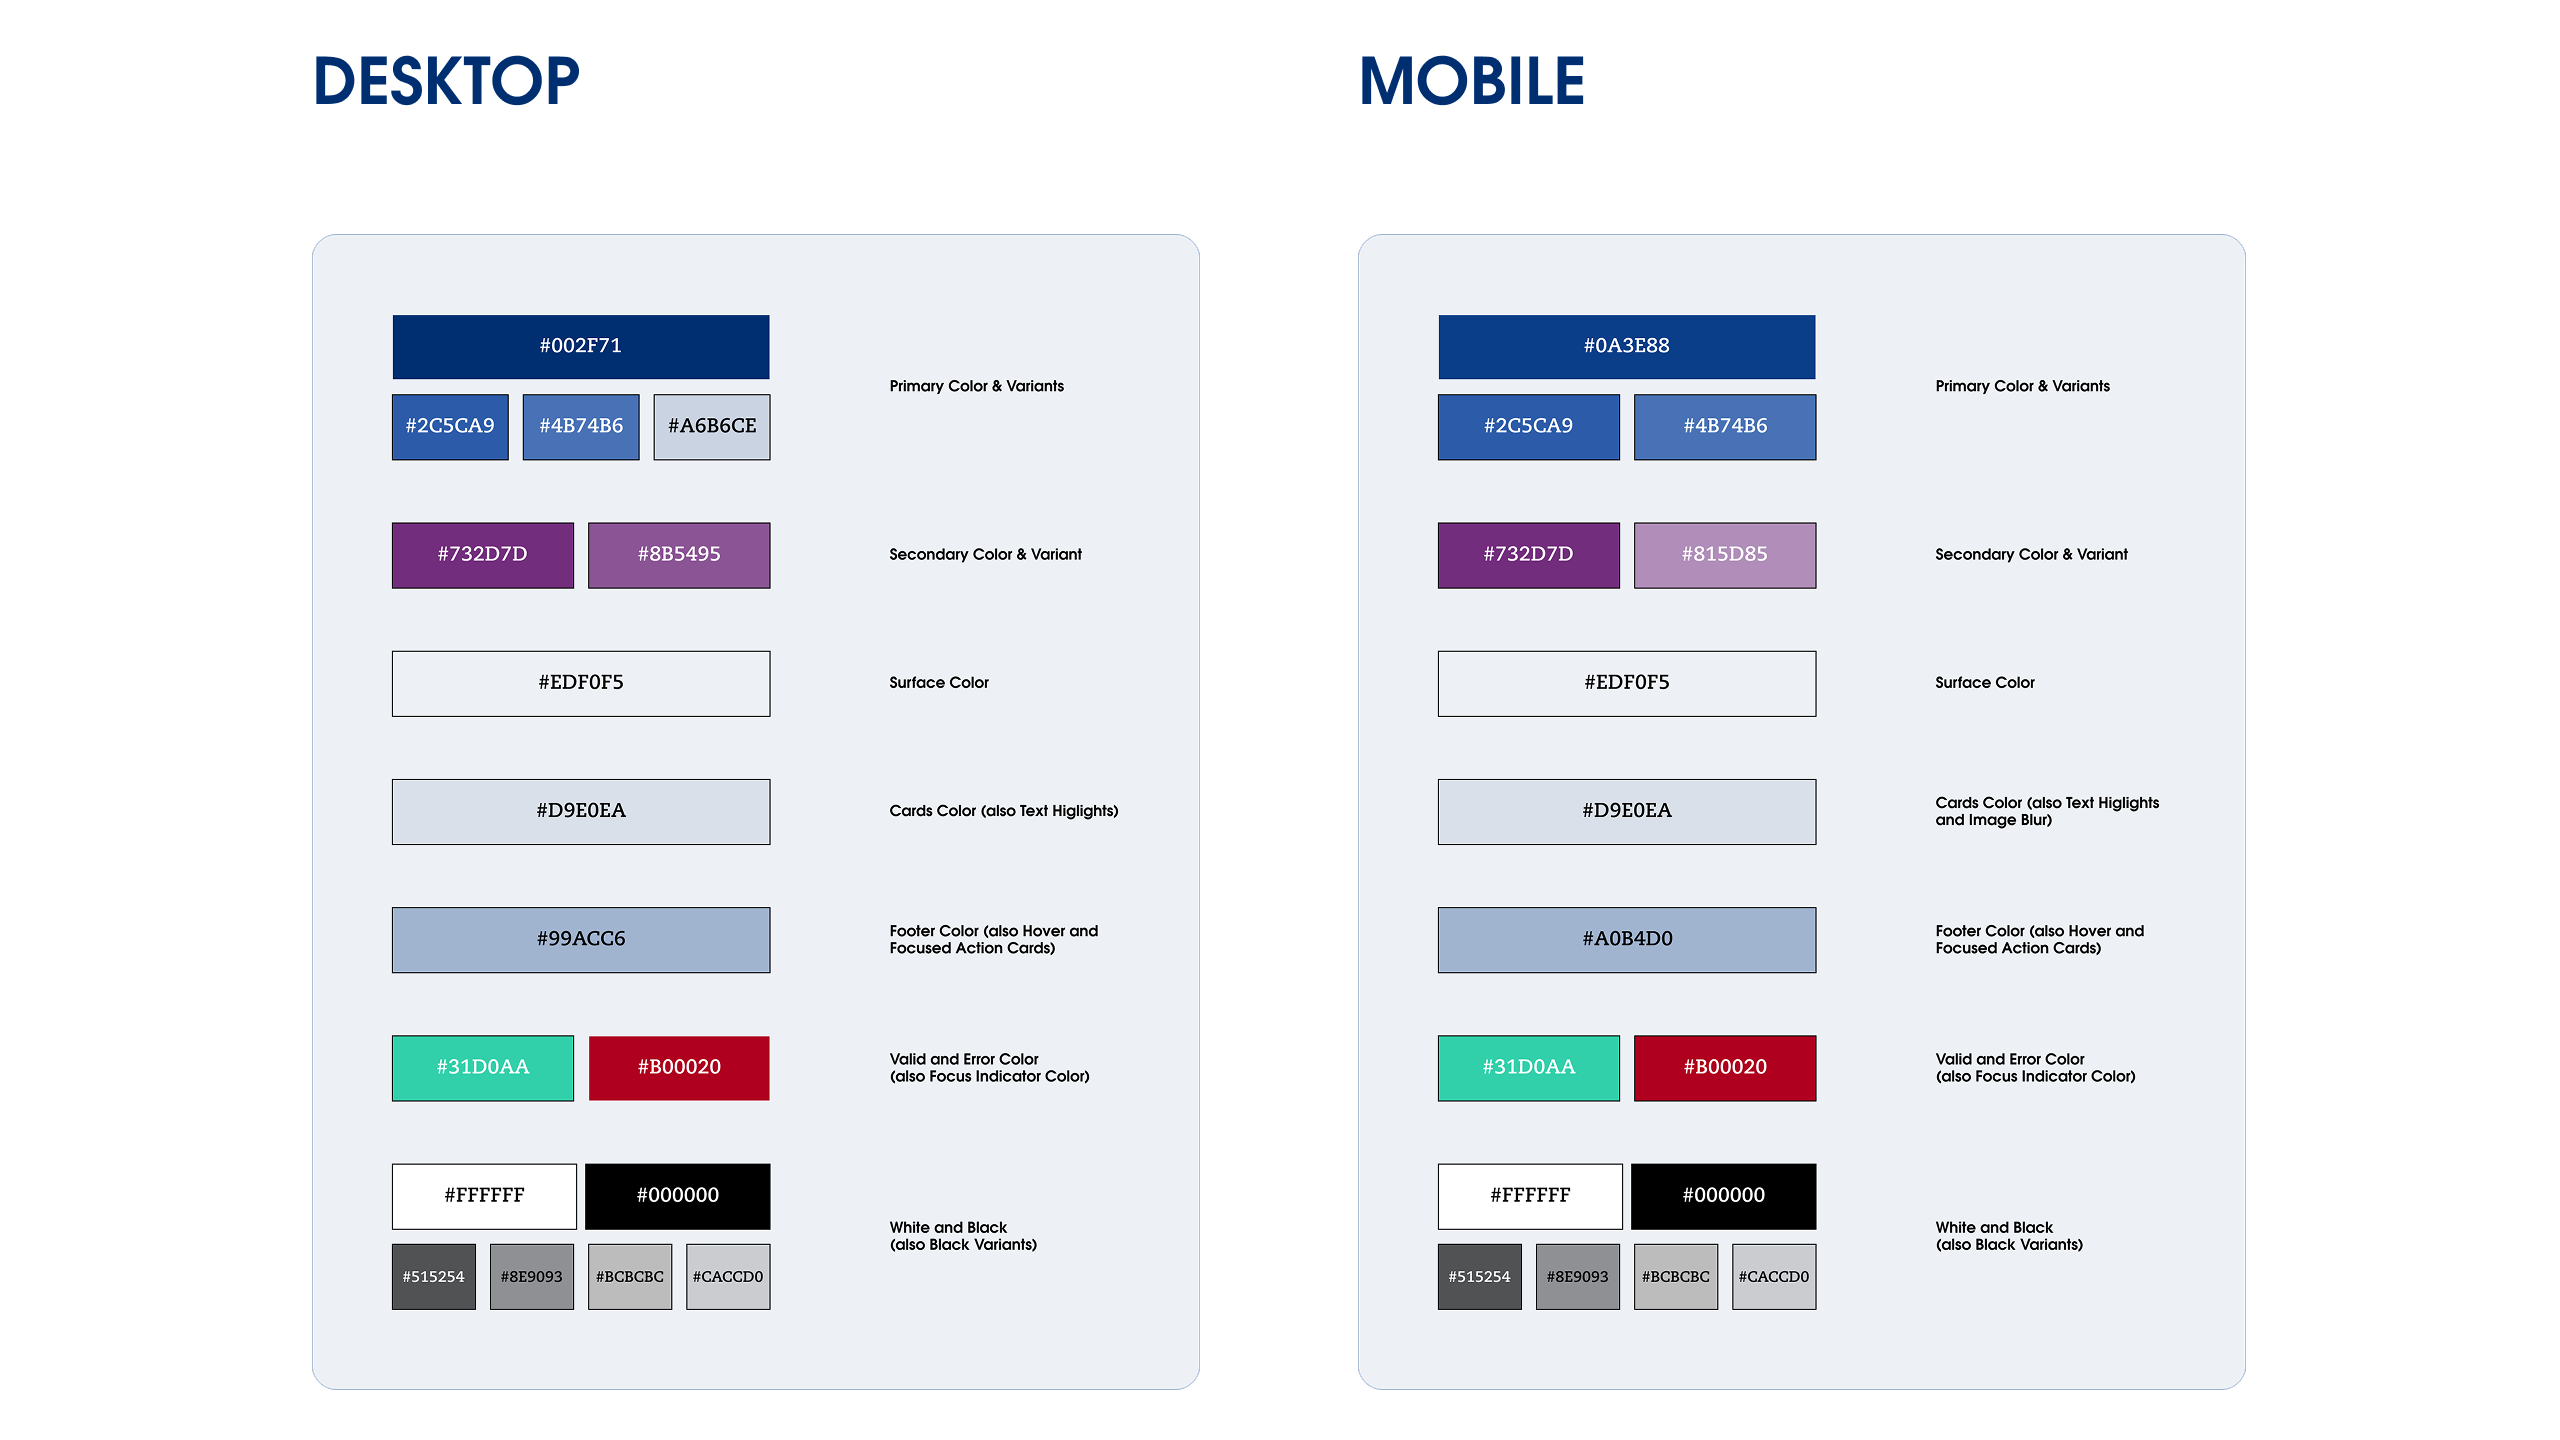 DESKTOP
#002F71
#2C5CA9 #4B74B6 #A6B6CE
Primary Color & Variants
#732D7D #8B5495
Secondary Color & Variant
#EDF0F5
Surface Color
#D9E0EA
Cards Color (also Text Higlights)
#99ACC6
Footer Color (also Hover and
Focused Action Cards)
#31D0AA #B00020
Valid and Error Color
(also Focus Indicator Color)
#FFFFFF #000000
#515254 #8E9093 #BCBCBC #CACCD0
White and Black
(also Black Variants)
MOBILE
#0A3E88
#2C5CA9 #4B74B6
Primary Color & Variants
#732D7D #815D85
Secondary Color & Variant
#EDF0F5
Surface Color
#D9E0EA
Cards Color (also Text Higlights
and Image Blur)
#A0B4D0
Footer Color (also Hover and
Focused Action Cards)
#31D0AA #B00020
Valid and Error Color
(also Focus Indicator Color)
#FFFFFF #000000
#515254 #8E9093 #BCBCBC #CACCD0
White and Black
(also Black Variants)